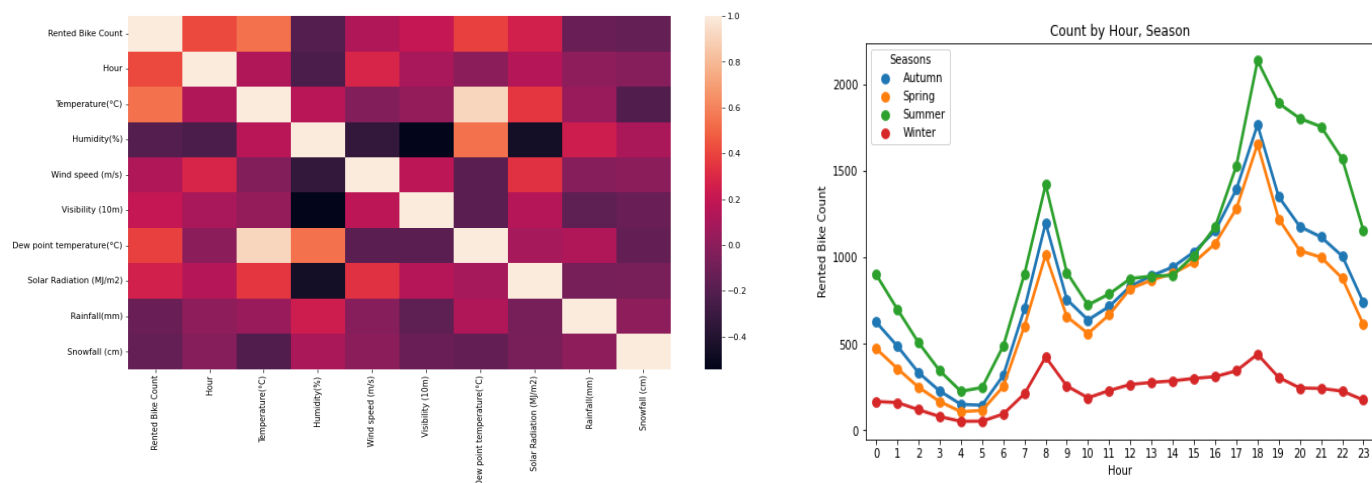 Rented Bike Count
Hour
Temperature(°C)
Humidity(%)
Wind speed (m/s)
Visibility (10m)
Dew point temperature(°C)
Solar Radiation (MJ/m2)
Rainfall(mm)
Snowfall (cm)
Rented Bike Count
Hour
Temperature(°C)
Humidity(%)
Wind speed (m/s)
Visibility (10m)
Dew point temperature(°C)
Solar Radiation (MJ/m2)
Rainfall(mm)
Snowfall (cm)
1.0
0.8
0.6
0.4
0.2
0.0
−0.2
−0.4
Count by Hour, Season
Seasons
Autumn
Spring
Summer
Winter
Rented Bike Count
2000
1500
1000
500
0
0 1 2 3 4 5 6 7 8 9 10 11 12 13 14 15 16 17 18 19 20 21 22 23
Hour